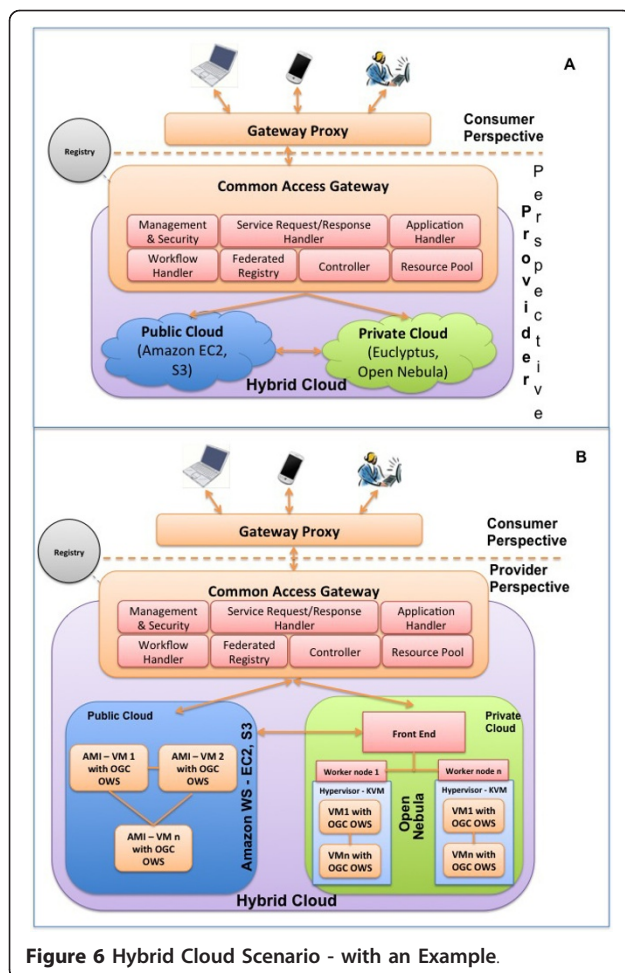 A
Gateway Proxy
Consumer
Perspective
Registry
Common Access Gateway
Management
& Security
Service Request/Response
Handler
Application
Handler
Workflow
Handler
Federated
Registry
Controller
Resource Pool
Provider
Perspective
Public Cloud
(Amazon EC2,
S3)
Private Cloud
(Euclyptus,
Open Nebula)
Hybrid Cloud
B
Gateway Proxy
Consumer
Perspective
Registry
Provider
Perspective
Common Access Gateway
Management
& Security
Service Request/Response
Handler
Application
Handler
Workflow
Handler
Federated
Registry
Controller
Resource Pool
Public Cloud
AMI – VM 1
with OGC
OWS
AMI – VM 2
with OGC
OWS
AMI – VM n
with OGC
OWS
Amazon WS - EC2, S3
Private
Cloud
Front End
Worker node 1
Worker node n
Hypervisor - KVM
Hypervisor - KVM
VM1 with
OGC OWS
VMn with
OGC OWS
Open
Nebula
VM1 with
OGC OWS
VMn with
OGC OWS
Hybrid Cloud
Figure 6 Hybrid Cloud Scenario - with an Example.